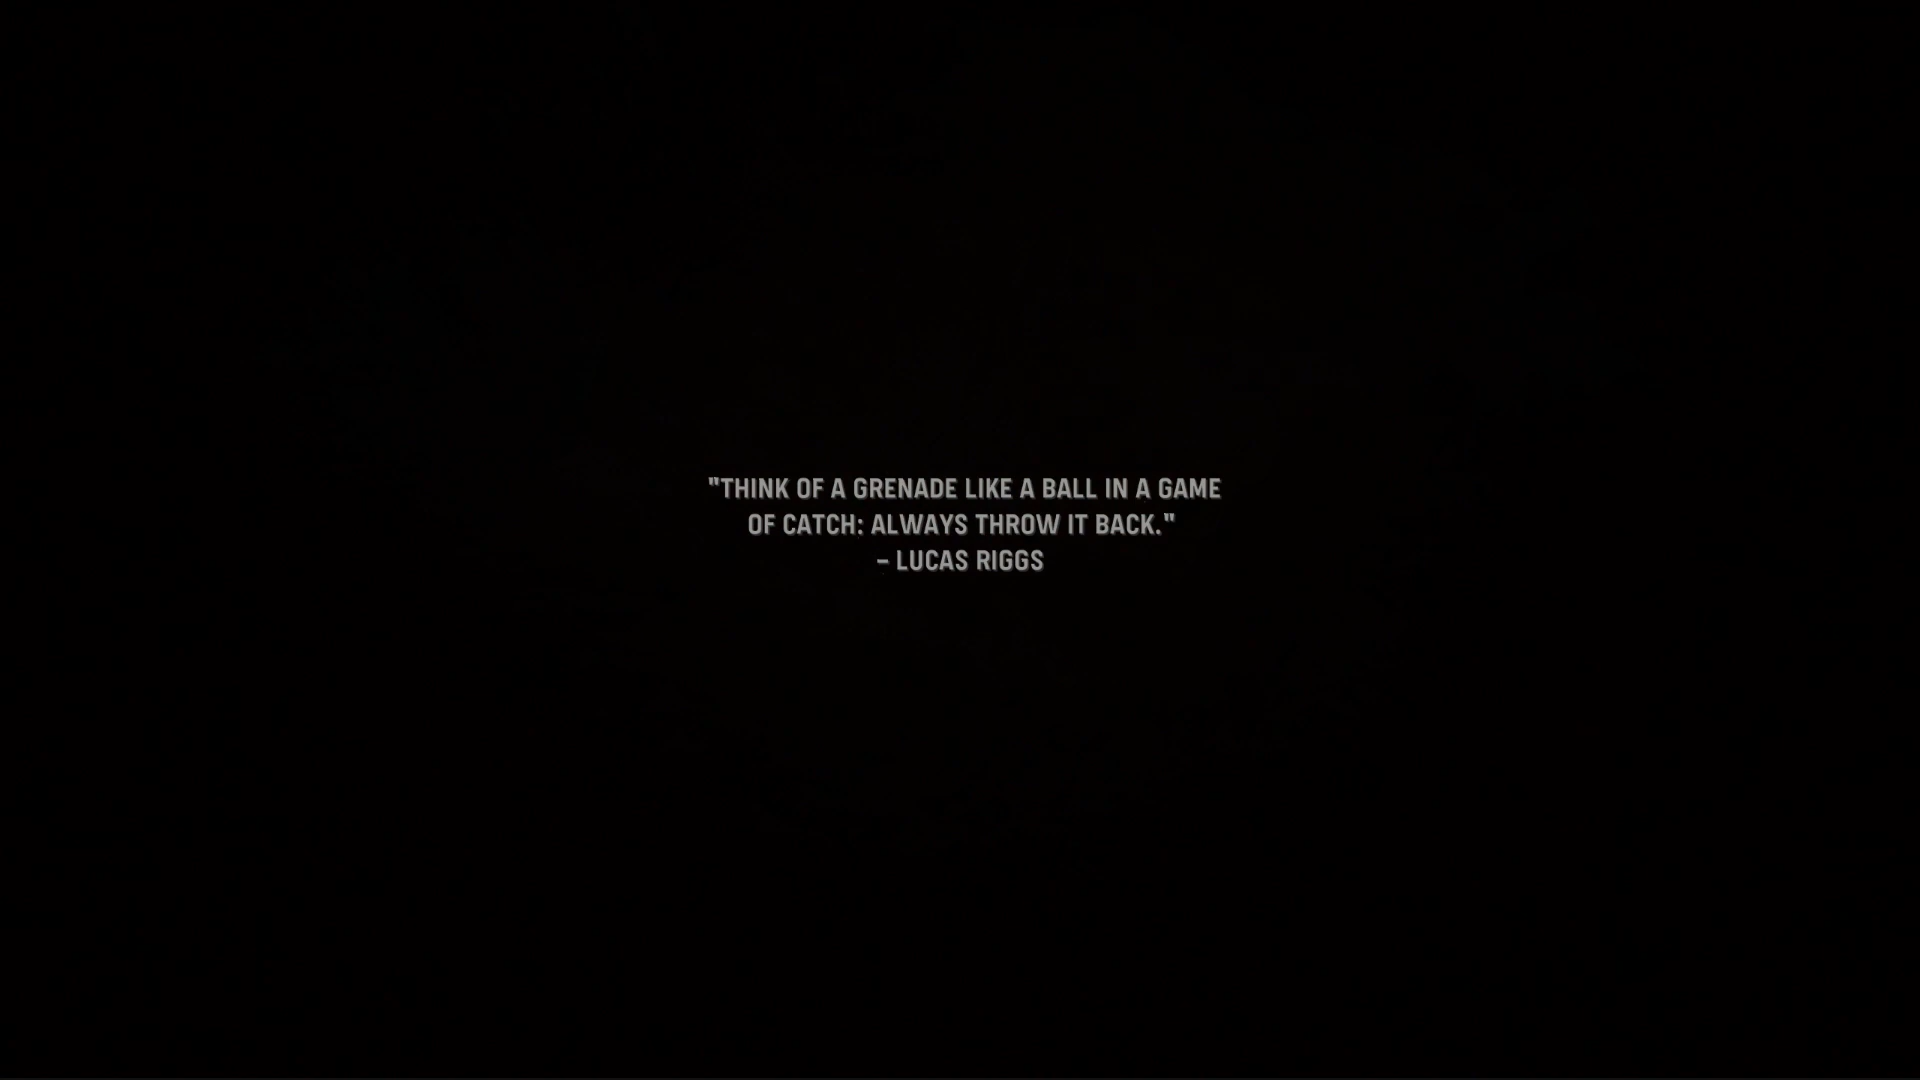 "THINK OF A GRENADE LIKE A BALL IN A GAME
OF CATCH: ALWAYS THROW IT BACK."
– LUCAS RIGGS